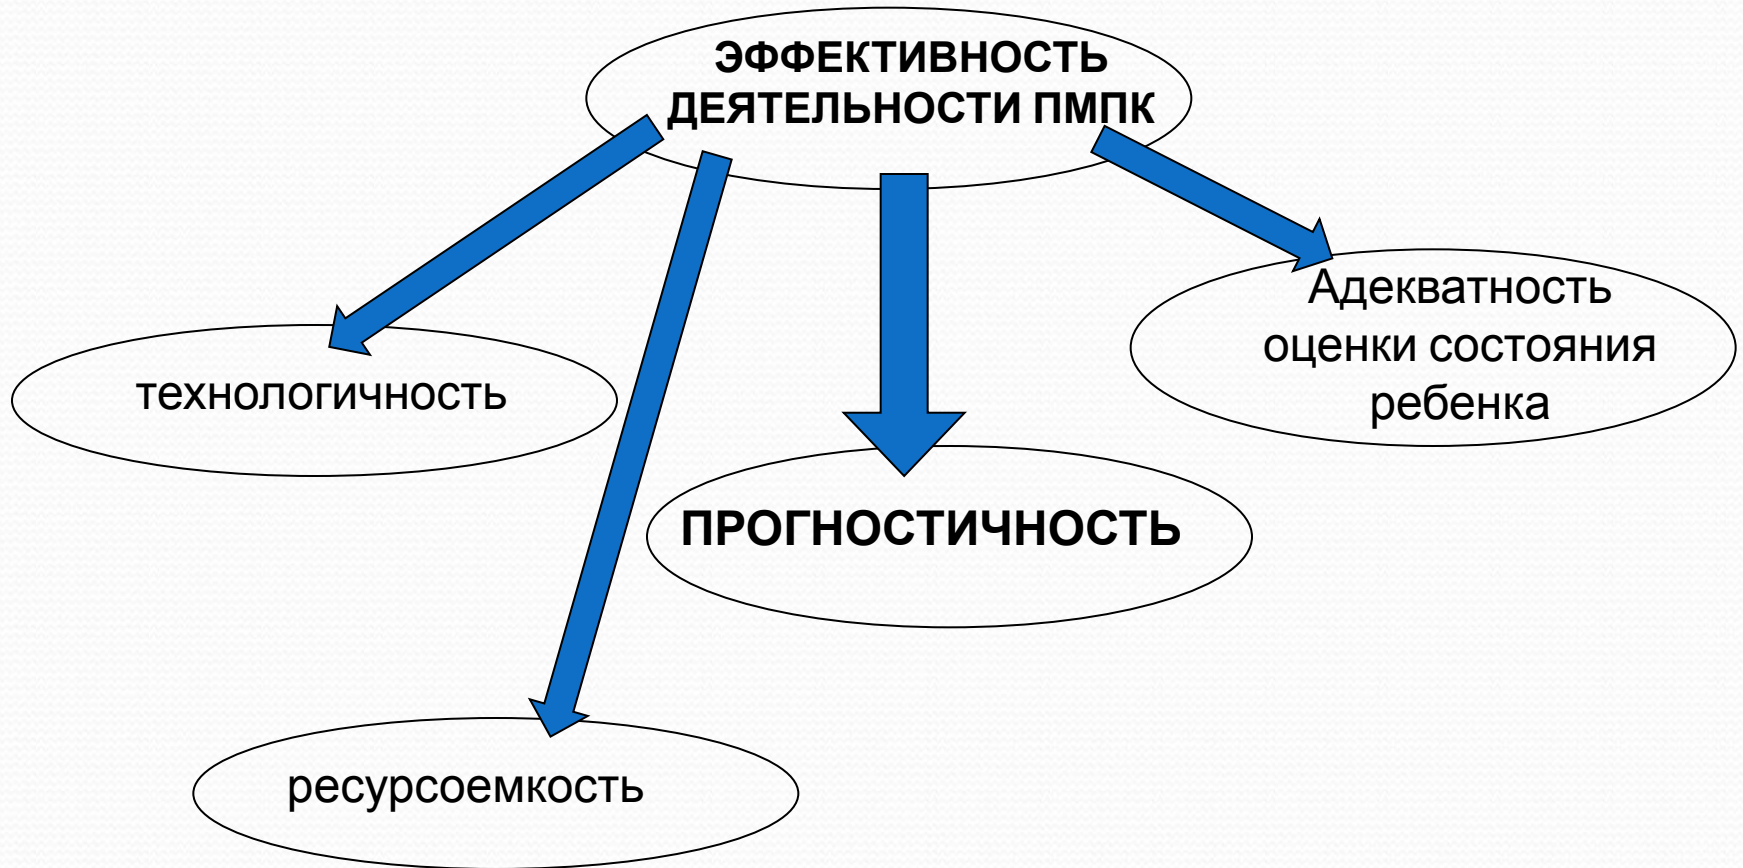 ЭФФЕКТИВНОСТЬ
ДЕЯТЕЛЬНОСТИ ПМПК
Адекватность
оценки состояния
ребенка
технологичность
ПРОГНОСТИЧНОСТЬ
ресурсоемкость